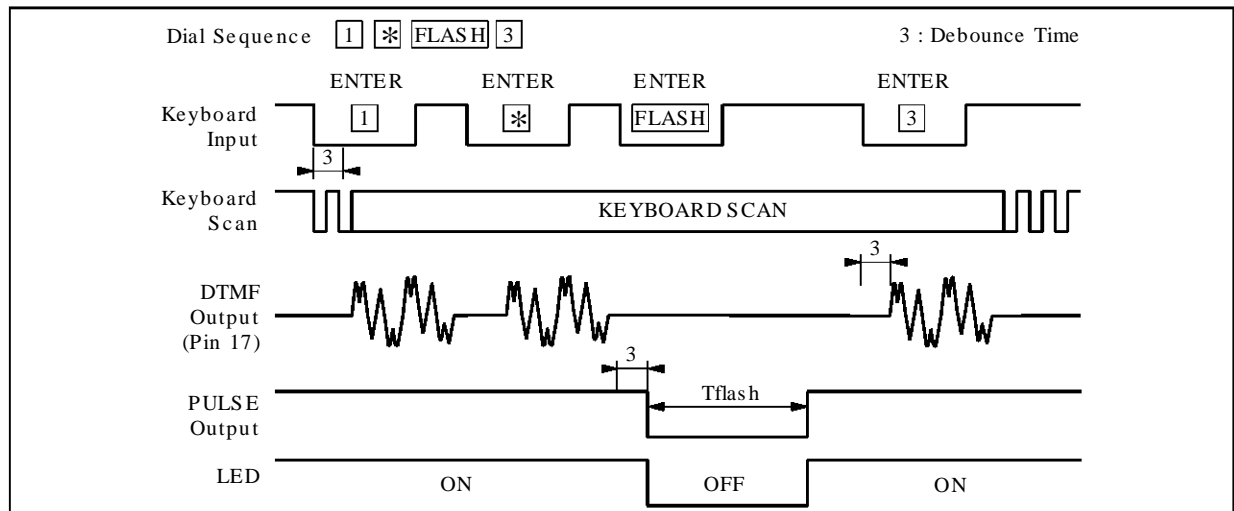 Dial Sequence 1 * FLASH 3
3 : Debounce Time
ENTER ENTER ENTER ENTER
Keyboard Input
1 * FLASH 3
3
Keyboard Scan
KEYBOARD SCAN
3
DTMF Output (Pin 17)
3
PULSE Output
Tflash
LED
ON OFF ON